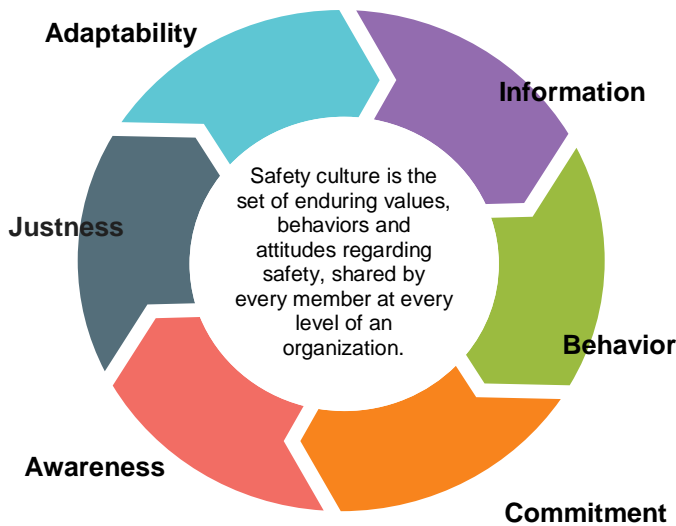 Adaptability
Information
Safety culture is the
set of enduring values,
behaviors and
attitudes regarding
safety, shared by
every member at every
level of an
organization.
Justness
Behavior
Awareness
Commitment